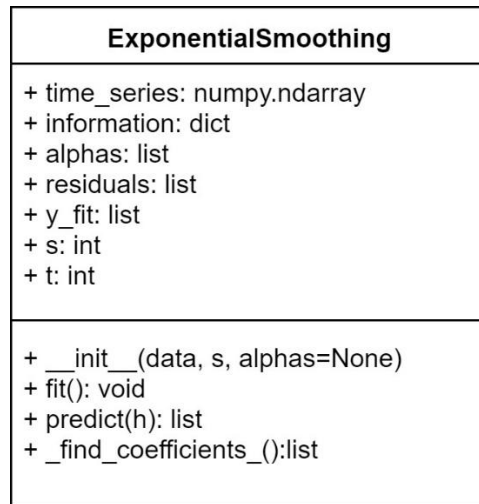 ExponentialSmoothing
+ time_series: numpy.ndarray
+ information: dict
+ alphas: list
+ residuals: list
+ y_fit: list
+ s: int
+ t: int
+ __init__(data, s, alphas=None)
+ fit(): void
+ predict(h): list
+ _find_coefficients_():list